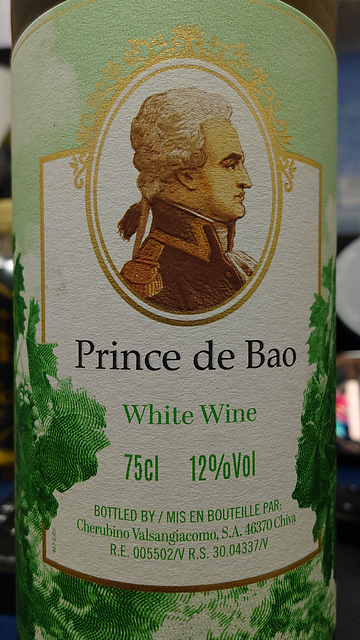 Prince de Bao
White Wine
75cl 12%Vol
BOTTLED BY / MIS EN BOUTEILLE PAR:
Cherubino Valsangiacomo, S.A. 46370 Chiva
R.E. 005502/V R.S. 30.04337/V